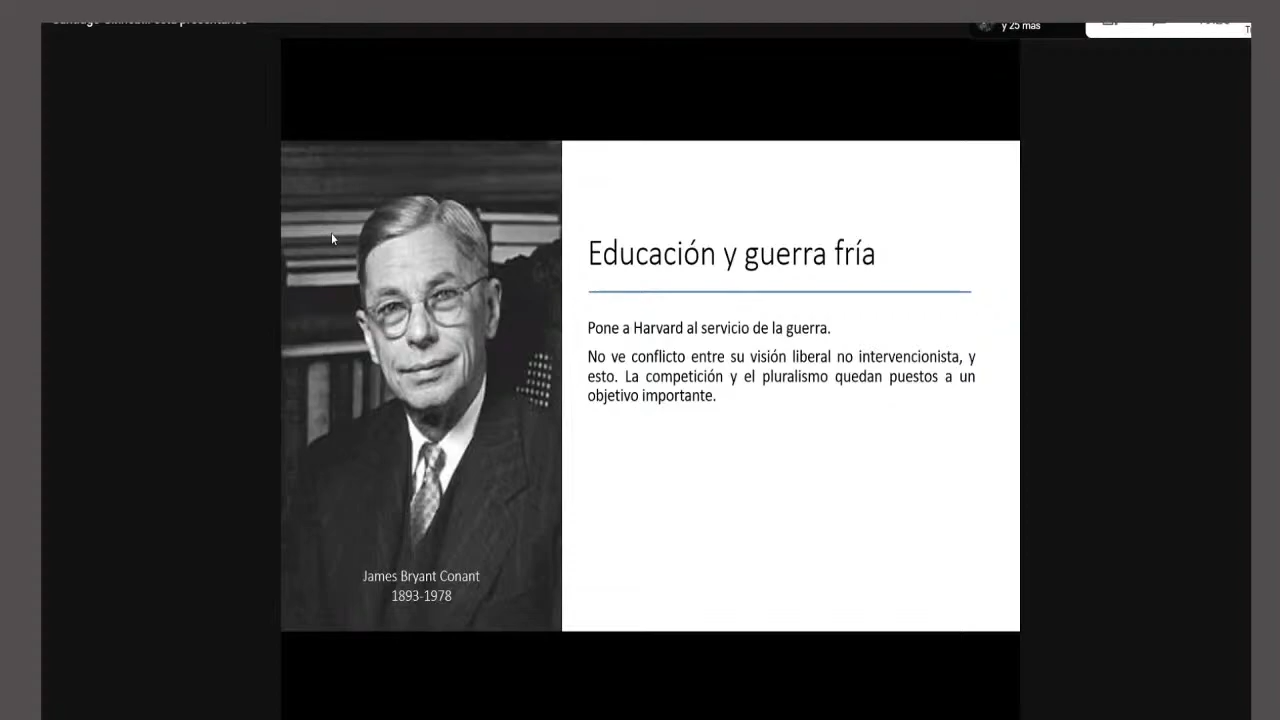 y 25 más
Educación y guerra fría
Pone a Harvard al servicio de la guerra.
No ve conflicto entre su visión liberal no intervencionista, y
esto. La competición y el pluralismo quedan puestos a un
objetivo importante.
James Bryant Conant
1893-1978